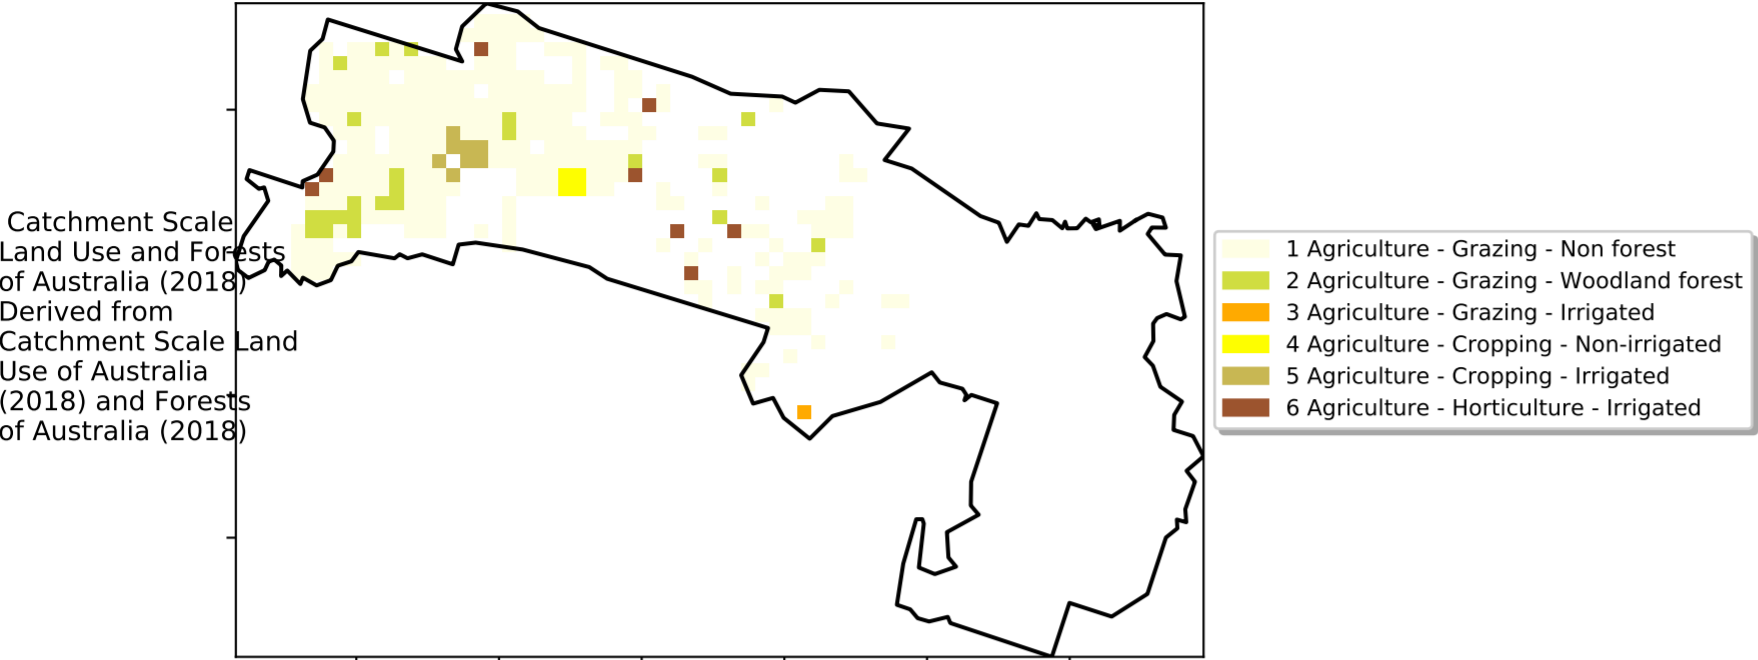 Catchment Scale
Land Use and Forests
of Australia (2018)
Derived from
Catchment Scale Land
Use of Australia
(2018) and Forests
of Australia (2018)
1 Agriculture - Grazing - Non forest
2 Agriculture - Grazing - Woodland forest
3 Agriculture - Grazing - Irrigated
4 Agriculture - Cropping - Non-irrigated
5 Agriculture - Cropping - Irrigated
6 Agriculture - Horticulture - Irrigated